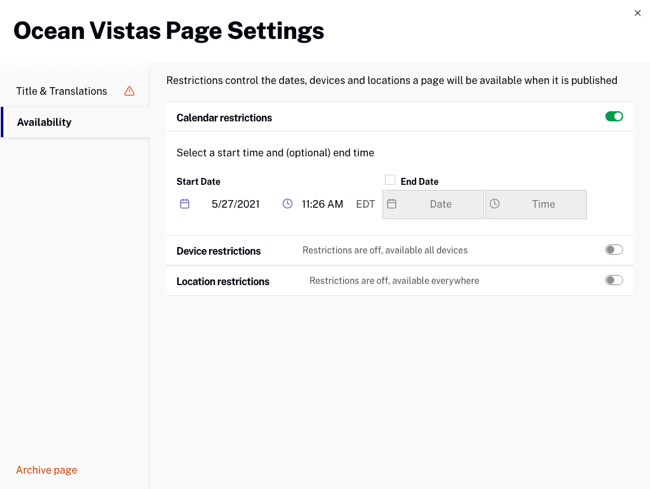 Ocean Vistas Page Settings
Title & Translations
Availability
Archive page
Restrictions control the dates, devices and locations a page will be available when it is published
Calendar restrictions
Select a start time and (optional) end time
Start Date
End Date
5/27/2021 11:26 AM EDT Date Time
Device restrictions Restrictions are off, available all devices
Location restrictions Restrictions are off, available everywhere